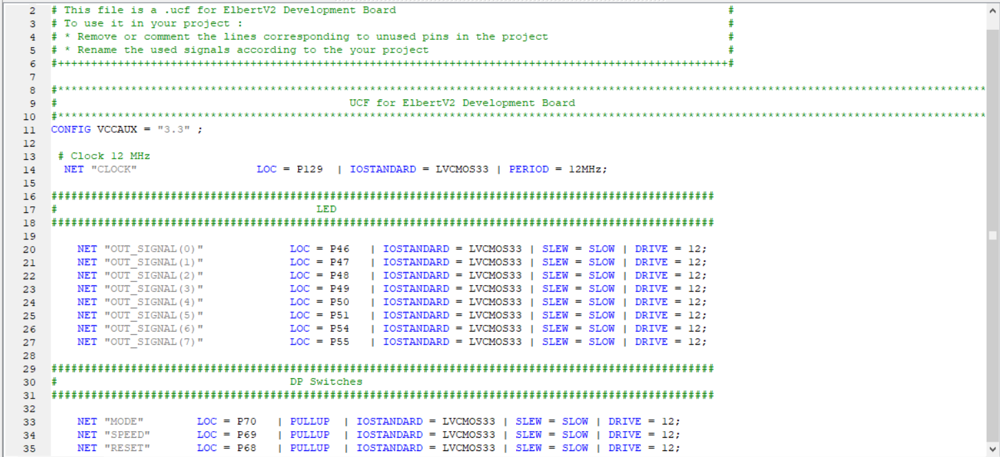 2 # This file is a .ucf for ElbertV2 Development Board #
3 # To use it in your project : #
4 # * Remove or comment the lines corresponding to unused pins in the project #
5 # * Rename the used signals according to the your project #
6 #+++++++++++++++++++++++++++++++++++++++++++++++++++++++++++++++++++++++++++++++++++++++++++++++++++++#
7
8 #********************************************************************************************************************************************
9 # UCF for ElbertV2 Development Board
10 #********************************************************************************************************************************************
11 CONFIG VCCAUX = "3.3" ;
12
13 # Clock 12 MHz
14 NET "CLOCK" LOC = P129 | IOSTANDARD = LVCMOS33 | PERIOD = 12MHz;
15
16 ####################################################################################################
17 # LED
18 ####################################################################################################
19
20 NET "OUT_SIGNAL(0)" LOC = P46 | IOSTANDARD = LVCMOS33 | SLEW = SLOW | DRIVE = 12;
21 NET "OUT_SIGNAL(1)" LOC = P47 | IOSTANDARD = LVCMOS33 | SLEW = SLOW | DRIVE = 12;
22 NET "OUT_SIGNAL(2)" LOC = P48 | IOSTANDARD = LVCMOS33 | SLEW = SLOW | DRIVE = 12;
23 NET "OUT_SIGNAL(3)" LOC = P49 | IOSTANDARD = LVCMOS33 | SLEW = SLOW | DRIVE = 12;
24 NET "OUT_SIGNAL(4)" LOC = P50 | IOSTANDARD = LVCMOS33 | SLEW = SLOW | DRIVE = 12;
25 NET "OUT_SIGNAL(5)" LOC = P51 | IOSTANDARD = LVCMOS33 | SLEW = SLOW | DRIVE = 12;
26 NET "OUT_SIGNAL(6)" LOC = P54 | IOSTANDARD = LVCMOS33 | SLEW = SLOW | DRIVE = 12;
27 NET "OUT_SIGNAL(7)" LOC = P55 | IOSTANDARD = LVCMOS33 | SLEW = SLOW | DRIVE = 12;
28
29 ####################################################################################################
30 # DP Switches
31 ####################################################################################################
32
33 NET "MODE" LOC = P70 | PULLUP | IOSTANDARD = LVCMOS33 | SLEW = SLOW | DRIVE = 12;
34 NET "SPEED" LOC = P69 | PULLUP | IOSTANDARD = LVCMOS33 | SLEW = SLOW | DRIVE = 12;
35 NET "RESET" LOC = P68 | PULLUP | IOSTANDARD = LVCMOS33 | SLEW = SLOW | DRIVE = 12;